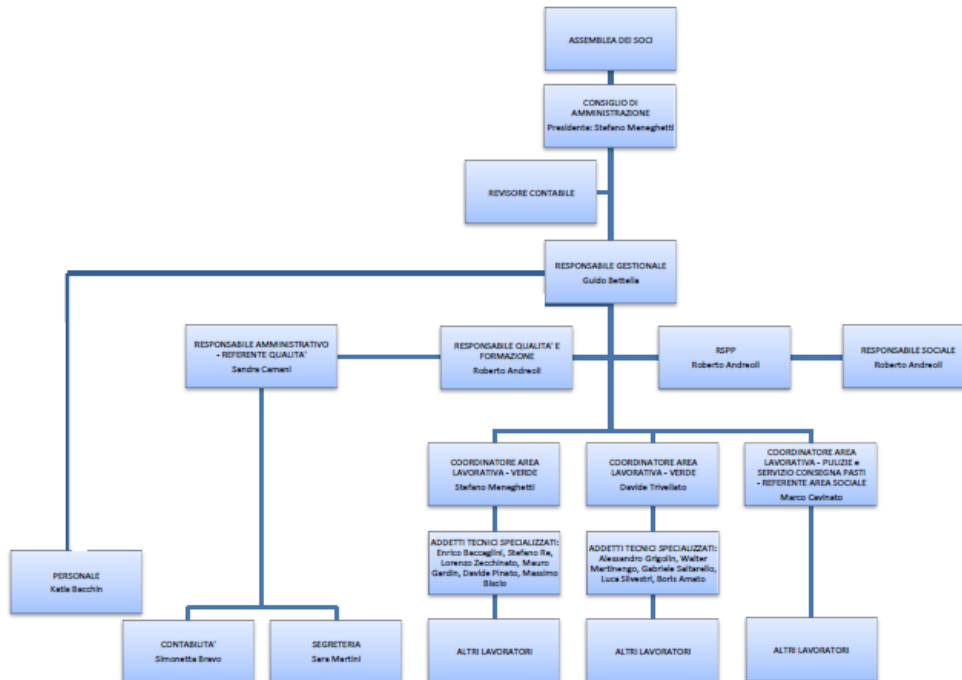 ASSEMBLEA DEI SOCI
CONSIGLIO DI
AMMINISTRAZIONE
Presidente: Stefano Meneghetti
REVISORE CONTABILE
RESPONSABILE GESTIONALE
Guido Bettella
RESPONSABILE AMMINISTRATIVO
- REFERENTE QUALITA'
Sandra Camani
RESPONSABILE QUALITA' E
FORMAZIONE
Roberto Andreoli
RSPP
Roberto Andreoli
RESPONSABILE SOCIALE
Roberto Andreoli
COORDINATORE AREA
LAVORATIVA - VERDE
Stefano Meneghetti
COORDINATORE AREA
LAVORATIVA - VERDE
Davide Trivellato
COORDINATORE AREA
LAVORATIVA - PULIZIE e
SERVIZIO CONSEGNA PASTI
- REFERENTE AREA SOCIALE
Marco Cavinato
ADDETTI TECNICI SPECIALIZZATI:
Enrico Baccaglini, Stefano Re,
Lorenzo Zecchinato, Mauro
Gardin, Davide Pinato, Massimo
Biscio
ADDETTI TECNICI SPECIALIZZATI:
Alessandro Grigolin, Walter
Martinengo, Gabriele Saltarello,
Luca Silvestri, Boris Amato
PERSONALE
Katia Bacchin
CONTABILITA'
Simonetta Bravo
SEGRETERIA
Sara Martini
ALTRI LAVORATORI
ALTRI LAVORATORI
ALTRI LAVORATORI